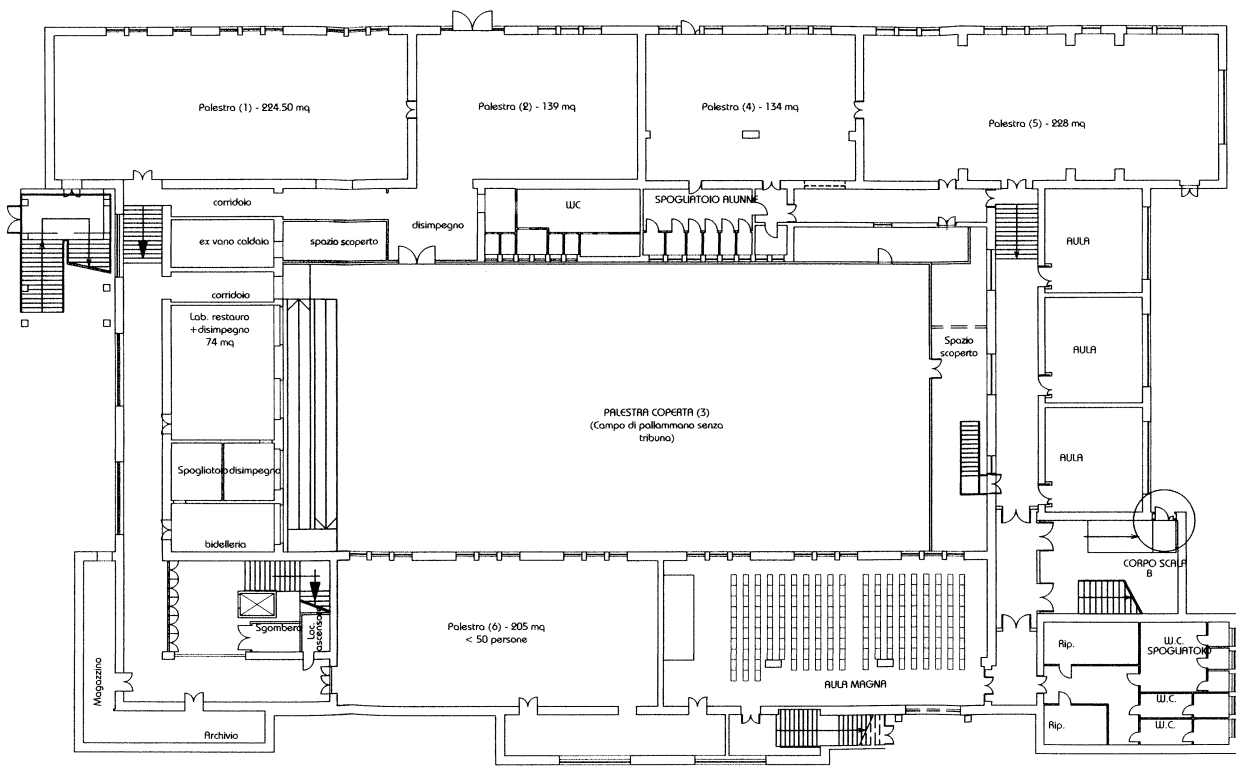 Palestra (1) - 224.50 mq
Palestra (2) - 139 mq
Palestra (4) - 134 mq
Palestra (5) - 228 mq
corridoio
WC
SPOGLIATOIO ALUNNE
disimpegno
ex vano caldaia
spazio scoperto
AULA
corridoio
Lab. restauro
+disimpegno
74 mq
Spazio
scoperto
AULA
PALESTRA COPERTA (3)
(Campo di pallammano senza
tribuna)
Spogliatoio
disimpegno
AULA
bidelleria
CORPO SCALA
B
Sgombero
Loc.
ascensore
Palestra (6) - 205 mq
< 50 persone
Rip.
W.C.
SPOGLIATOIO
Magazzino
AULA MAGNA
W.C.
Rip.
W.C.
Archivio